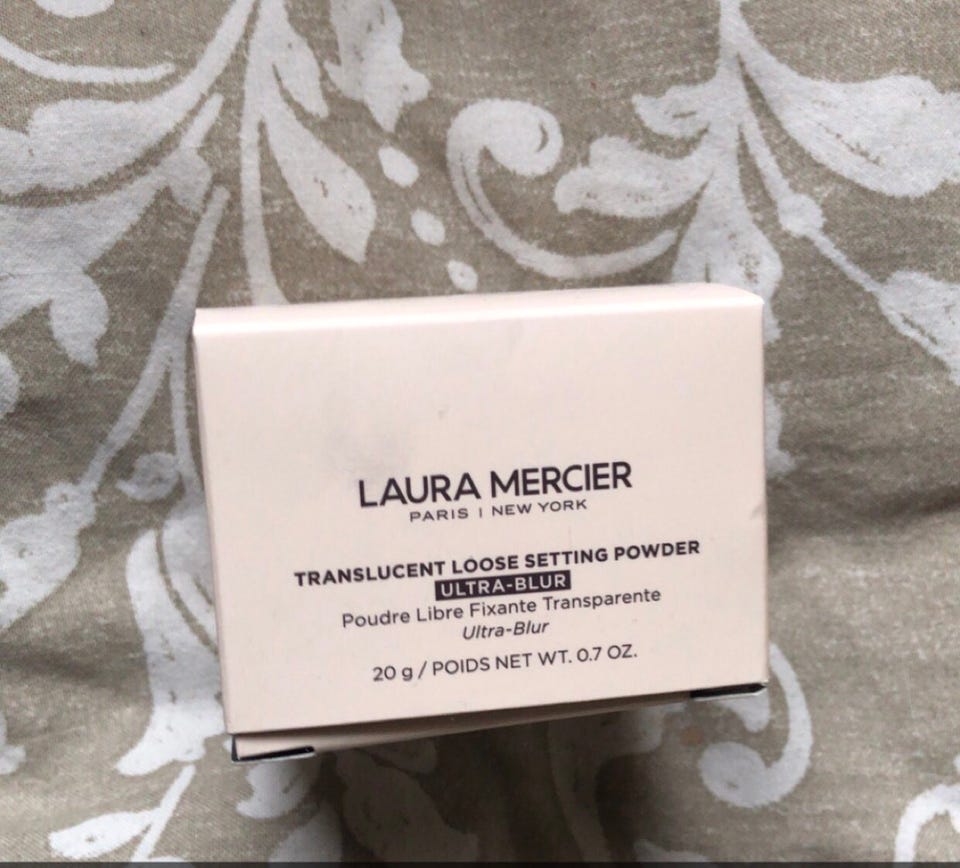 LAURA MERCIER
PARIS | NEW YORK
TRANSLUCENT LOOSE SETTING POWDER
ULTRA-BLUR
Poudre Libre Fixante Transparente
Ultra-Blur
20 g / POIDS NET WT. 0.7 OZ.